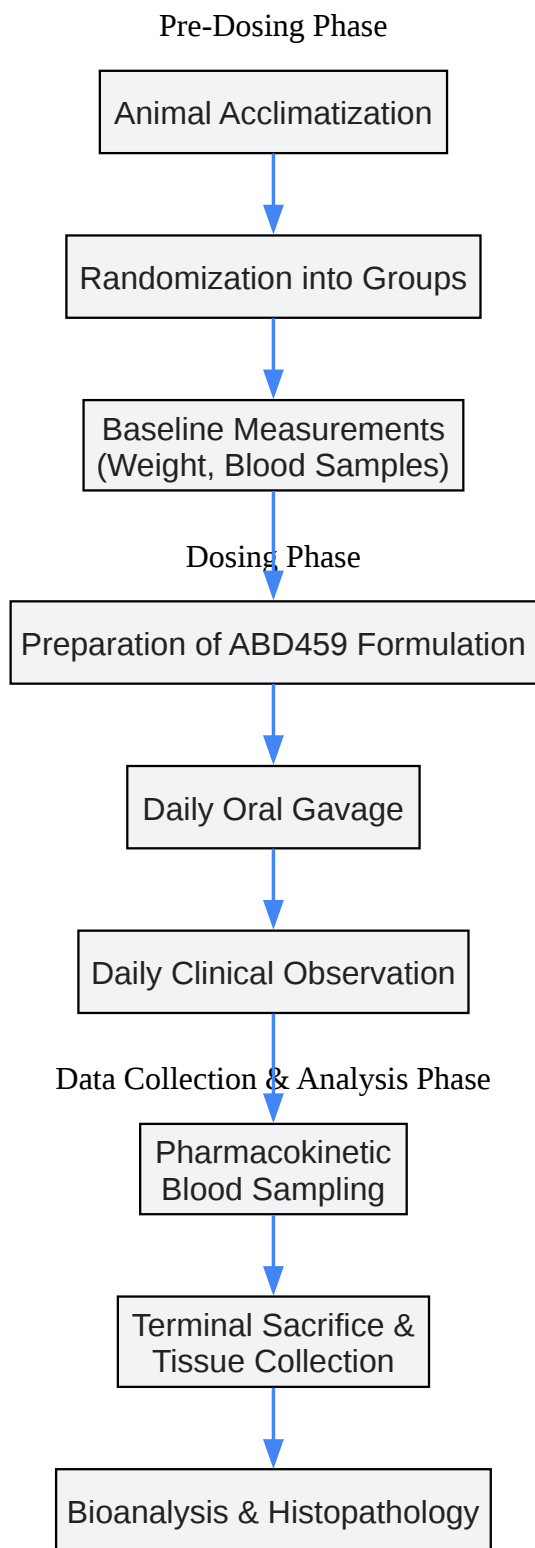 Pre-Dosing Phase
Animal Acclimatization
Randomization into Groups
Baseline Measurements
(Weight, Blood Samples)
Dosing Phase
Preparation of ABD459 Formulation
Daily Oral Gavage
Daily Clinical Observation
Data Collection & Analysis Phase
Pharmacokinetic
Blood Sampling
Terminal Sacrifice &
Tissue Collection
Bioanalysis & Histopathology